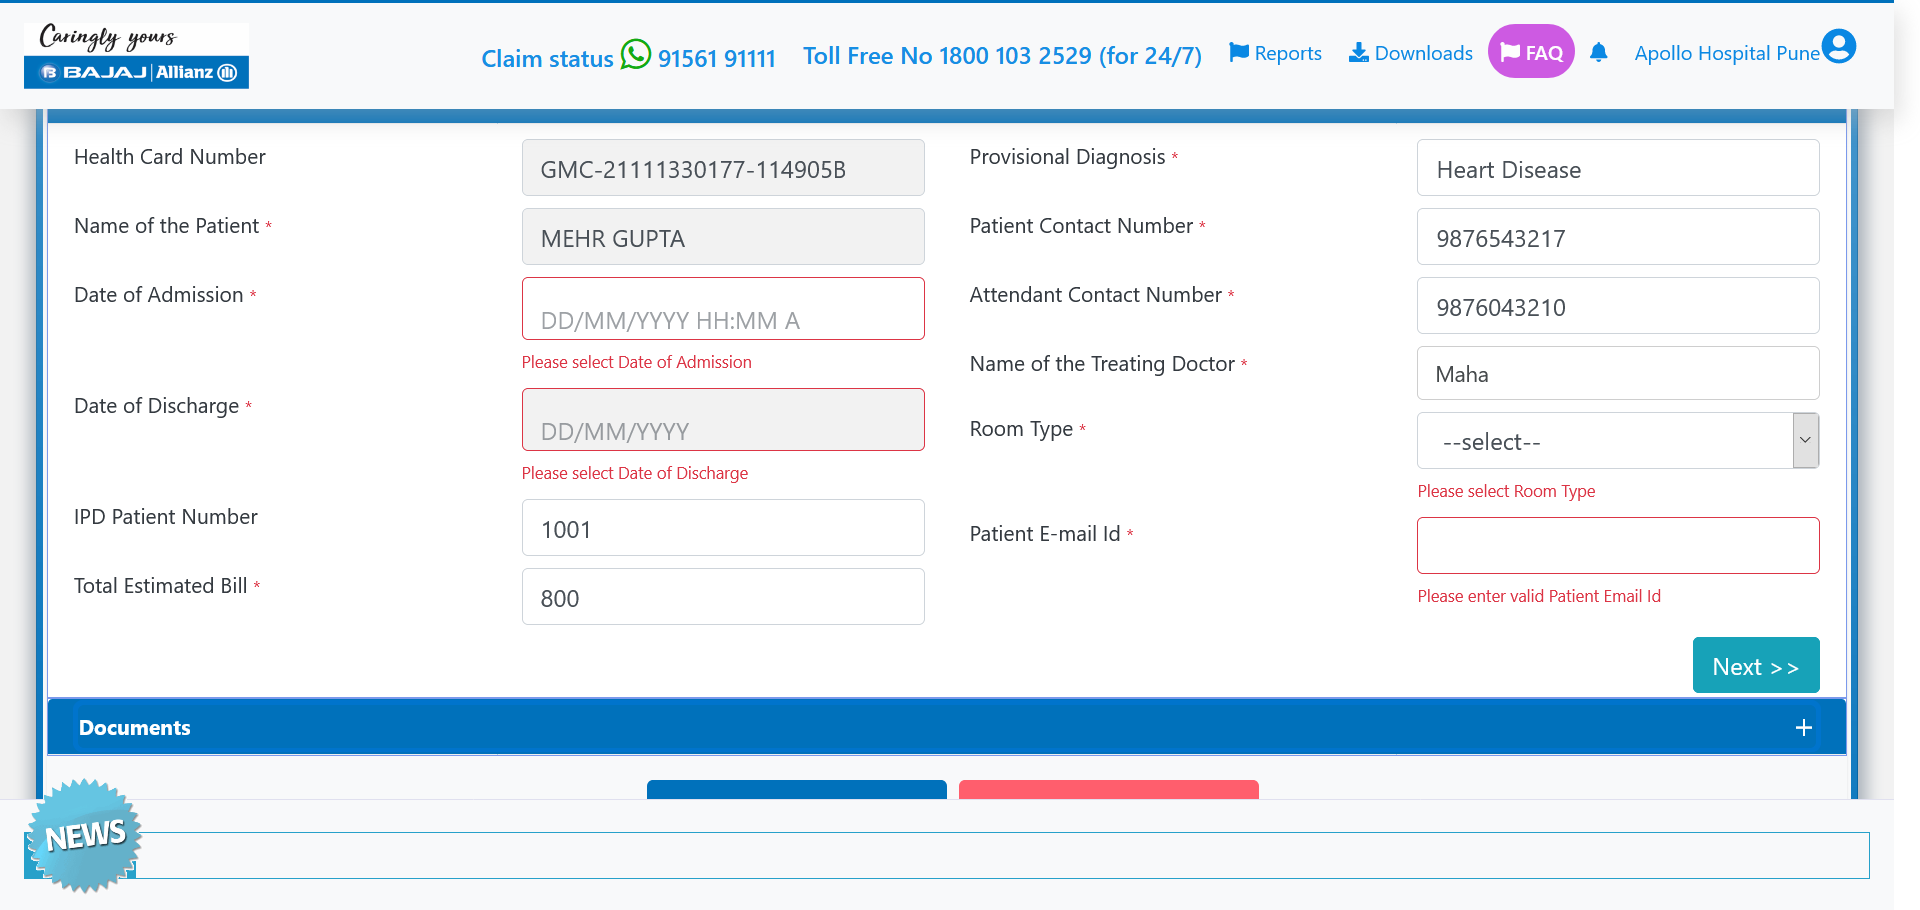 Caringly yours
BAJAJ | Allianz
Claim status 91561 91111
Toll Free No 1800 103 2529 (for 24/7)
Reports
Downloads
FAQ
Apollo Hospital Pune
Health Card Number
GMC-21111330177-114905B
Name of the Patient *
MEHR GUPTA
Date of Admission *
DD/MM/YYYY HH:MM A
Please select Date of Admission
Date of Discharge *
DD/MM/YYYY
Please select Date of Discharge
IPD Patient Number
1001
Total Estimated Bill *
800
Provisional Diagnosis *
Heart Disease
Patient Contact Number *
9876543217
Attendant Contact Number *
9876043210
Name of the Treating Doctor *
Maha
Room Type *
--select--
Please select Room Type
Patient E-mail Id *
Please enter valid Patient Email Id
Next >>
Documents
NEWS